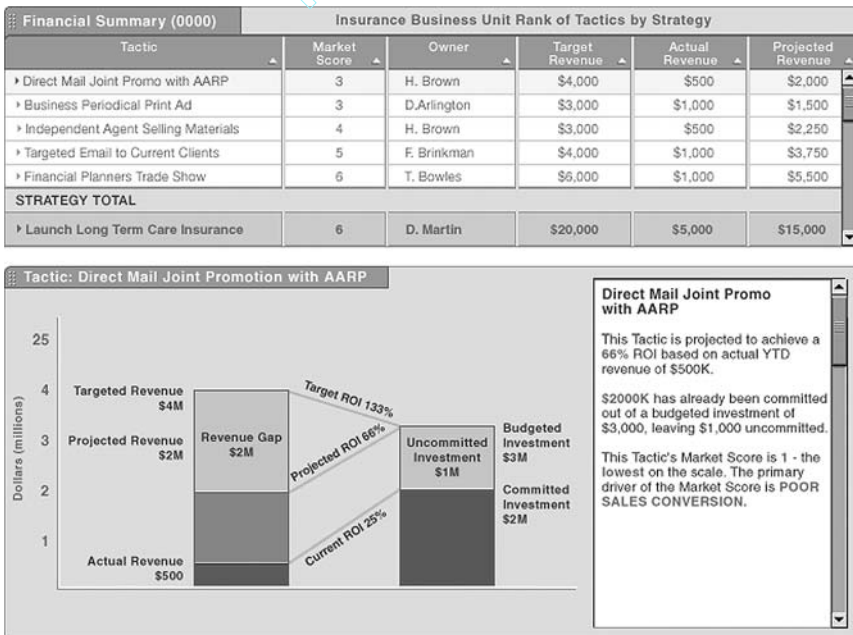 Financial Summary (0000)
Insurance Business Unit Rank of Tactics by Strategy
Tactic Market Score Owner Target Revenue Actual Revenue Projected Revenue
Direct Mail Joint Promo with AARP 3 H. Brown $4,000 $500 $2,000
Business Periodical Print Ad 3 D.Arlington $3,000 $1,000 $1,500
Independent Agent Selling Materials 4 H. Brown $3,000 $500 $2,250
Targeted Email to Current Clients 5 F. Brinkman $4,000 $1,000 $3,750
Financial Planners Trade Show 6 T. Bowles $6,000 $1,000 $5,500
STRATEGY TOTAL
Launch Long Term Care Insurance 6 D. Martin $20,000 $5,000 $15,000
Tactic: Direct Mail Joint Promotion with AARP
Dollars (millions)
25
4
3
2
1
Targeted Revenue
$4M
Projected Revenue
$2M
Actual Revenue
$500
Revenue Gap
$2M
Target ROI 133%
Projected ROI 66%
Current ROI 25%
Uncommitted
Investment
$1M
Budgeted
Investment
$3M
Committed
Investment
$2M
Direct Mail Joint Promo
with AARP
This Tactic is projected to achieve a
66% ROI based on actual YTD
revenue of $500K.
$2000K has already been committed
out of a budgeted investment of
$3,000, leaving $1,000 uncommitted.
This Tactic's Market Score is 1 - the
lowest on the scale. The primary
driver of the Market Score is POOR
SALES CONVERSION.